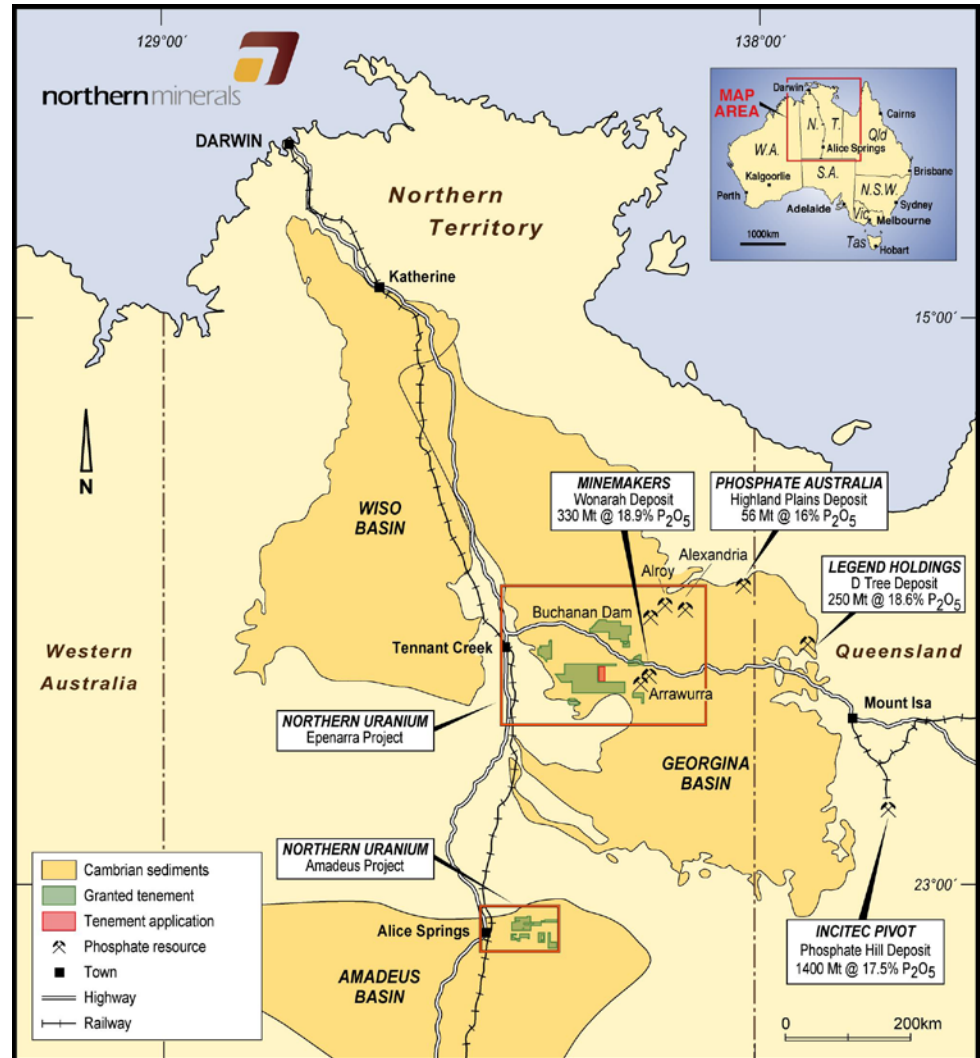 129°00´
138°00´
northernminerals
DARWIN
Northern
Territory
Katherine
MAP
AREA
Darwin
N. T.
Cairns
Qld
W.A.
Alice Springs
S.A.
Brisbane
Kalgoorlie
N.S.W.
Perth
Adelaide
Sydney
Vic
Melbourne
Tas
Hobart
1000km
15°00´
N
WISO
BASIN
MINEMAKERS
Wonarah Deposit
330 Mt @ 18.9% P₂O₅
PHOSPHATE AUSTRALIA
Highland Plains Deposit
56 Mt @ 16% P₂O₅
Alexandria
Alroy
LEGEND HOLDINGS
D Tree Deposit
250 Mt @ 18.6% P₂O₅
Buchanan Dam
Tennant Creek
Western
Australia
Queensland
Arrawurra
Mount Isa
NORTHERN URANIUM
Epenarra Project
GEORGINA
BASIN
NORTHERN URANIUM
Amadeus Project
23°00´
Cambrian sediments
Granted tenement
Tenement application
Phosphate resource
Town
Highway
Railway
Alice Springs
AMADEUS
BASIN
INCITEC PIVOT
Phosphate Hill Deposit
1400 Mt @ 17.5% P₂O₅
0 200km